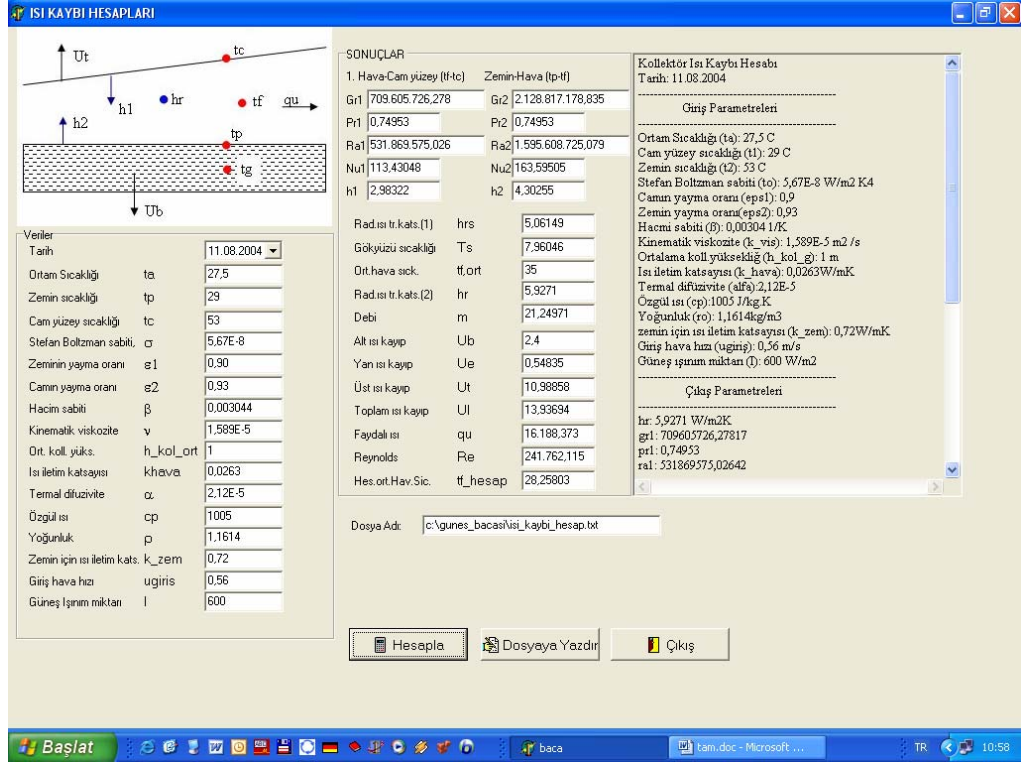 ISI KAYBI HESAPLARI
Ut
tc
h1
hr
tf
qu
h2
tp
tg
Ub
Veriler
Tarih 11.08.2004
Ortam Sıcaklığı ta 27,5
Zemin sıcaklığı tp 29
Cam yüzey sıcaklığı tc 53
Stefan Boltzman sabiti, σ 5,67E-8
Zeminin yayma oranı ε1 0,90
Camın yayma oranı ε2 0,93
Hacim sabiti β 0,003044
Kinematik viskozite ν 1,589E-5
Ort. koll. yüks. h_kol_ort 1
Isı iletim katsayısı khava 0,0263
Termal difuzivite α 2,12E-5
Özgül ısı cp 1005
Yoğunluk ρ 1,1614
Zemin için ısı iletim kats. k_zem 0,72
Giriş hava hızı ugiris 0,56
Güneş Işınım miktarı I 600
SONUÇLAR
1. Hava-Cam yüzey (tf-tc) Zemin-Hava (tp-tf)
Gr1 709.605.726,278 Gr2 2.128.817.178,835
Pr1 0,74953 Pr2 0,74953
Ra1 531.869.575,026 Ra2 1.595.608.725,079
Nu1 113,43048 Nu2 163,59505
h1 2,98322 h2 4,30255
Rad.ısı tr.kats.(1) hrs 5,06149
Gökyüzü sıcaklığı Ts 7,96046
Ort.hava sıck. tf,ort 35
Rad.ısı tr.kats.(2) hr 5,9271
Debi m 21,24971
Alt ısı kayıp Ub 2,4
Yan ısı kayıp Ue 0,54835
Üst ısı kayıp Ut 10,98858
Toplam ısı kayıp Ul 13,93694
Faydalı ısı qu 16.188,373
Reynolds Re 241.762,115
Hes.ort.Hav.Sic. tf_hesap 28,25803
Kollektör Isı Kaybı Hesabı
Tarih: 11.08.2004
Giriş Parametreleri
Ortam Sıcaklığı (ta): 27,5 C
Cam yüzey sıcaklığı (t1): 29 C
Zemin sıcaklığı (t2): 53 C
Stefan Boltzman sabiti (to): 5,67E-8 W/m2 K4
Camın yayma oranı (eps1): 0,9
Zemin yayma oranı(eps2): 0,93
Hacmi sabiti (β): 0,00304 1/K
Kinematik viskozite (k_vis): 1,589E-5 m2 /s
Ortalama koll.yüksekliğ (h_kol_g): 1 m
Isı iletim katsayısı (k_hava): 0,0263W/mK
Termal difüzivite (alfa):2,12E-5
Özgül ısı (cp):1005 J/kg.K
Yoğunluk (ro): 1,1614kg/m3
zemin için ısı iletim katsayısı (k_zem): 0,72W/mK
Giriş hava hızı (ugiriş): 0,56 m/s
Güneş ışınım miktarı (I): 600 W/m2
Çıkış Parametreleri
hr: 5,9271 W/m2K
gr1: 709605726,27817
pr1: 0,74953
ra1: 531869575,02642
Dosya Adı: c:\gunes_bacasi\isi_kaybi_hesap.txt
Hesapla
Dosyaya Yazdır
Çıkış
Başlat
baca
tam.doc - Microsoft ...
TR
10:58